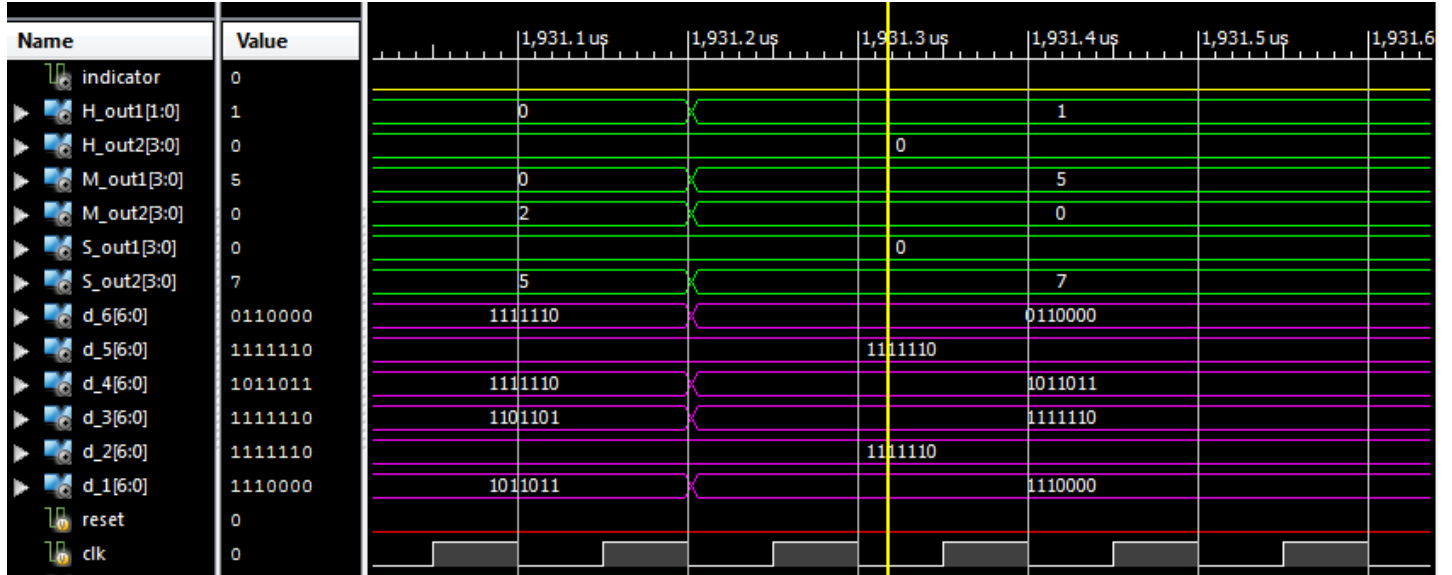 Name Value 1,931.1 us 1,931.2 us 1,931.3 us 1,931.4 us 1,931.5 us 1,931.6
indicator 0
H_out1[1:0] 1 0 1
H_out2[3:0] 0 0
M_out1[3:0] 5 0 5
M_out2[3:0] 0 2 0
S_out1[3:0] 0 0
S_out2[3:0] 7 5 7
d_6[6:0] 0110000 1111110 0110000
d_5[6:0] 1111110 1111110
d_4[6:0] 1011011 1111110 1011011
d_3[6:0] 1111110 1101101 1111110
d_2[6:0] 1111110 1111110
d_1[6:0] 1110000 1011011 1110000
reset 0
clk 0